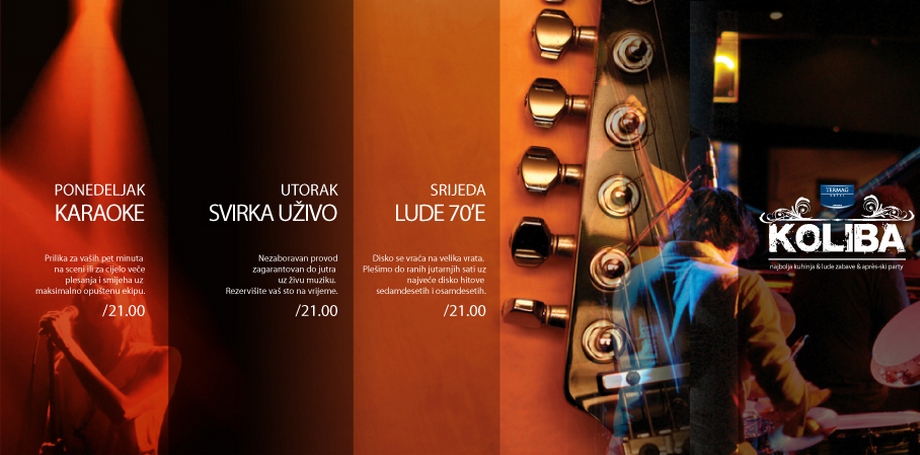 PONEDELJAK
KARAOKE
Prilika za vaših pet minuta
na sceni ili za cijelo veče
plesanja i smijeha uz
maksimalno opuštenu ekipu.
/21.00
UTORAK
SVIRKA UŽIVO
Nezaboravan provod
zagarantovan do jutra
uz živu muziku.
Rezervišite vaš sto na vrijeme.
/21.00
SRIJEDA
LUDE 70'E
Disko se vraća na velika vrata.
Plešimo do ranih jutarnjih sati uz
najveće disko hitove
sedamdesetih i osamdesetih.
/21.00
TERMAG
KOLIBA
najbolja kuhinja & lude zabave & après-ski party